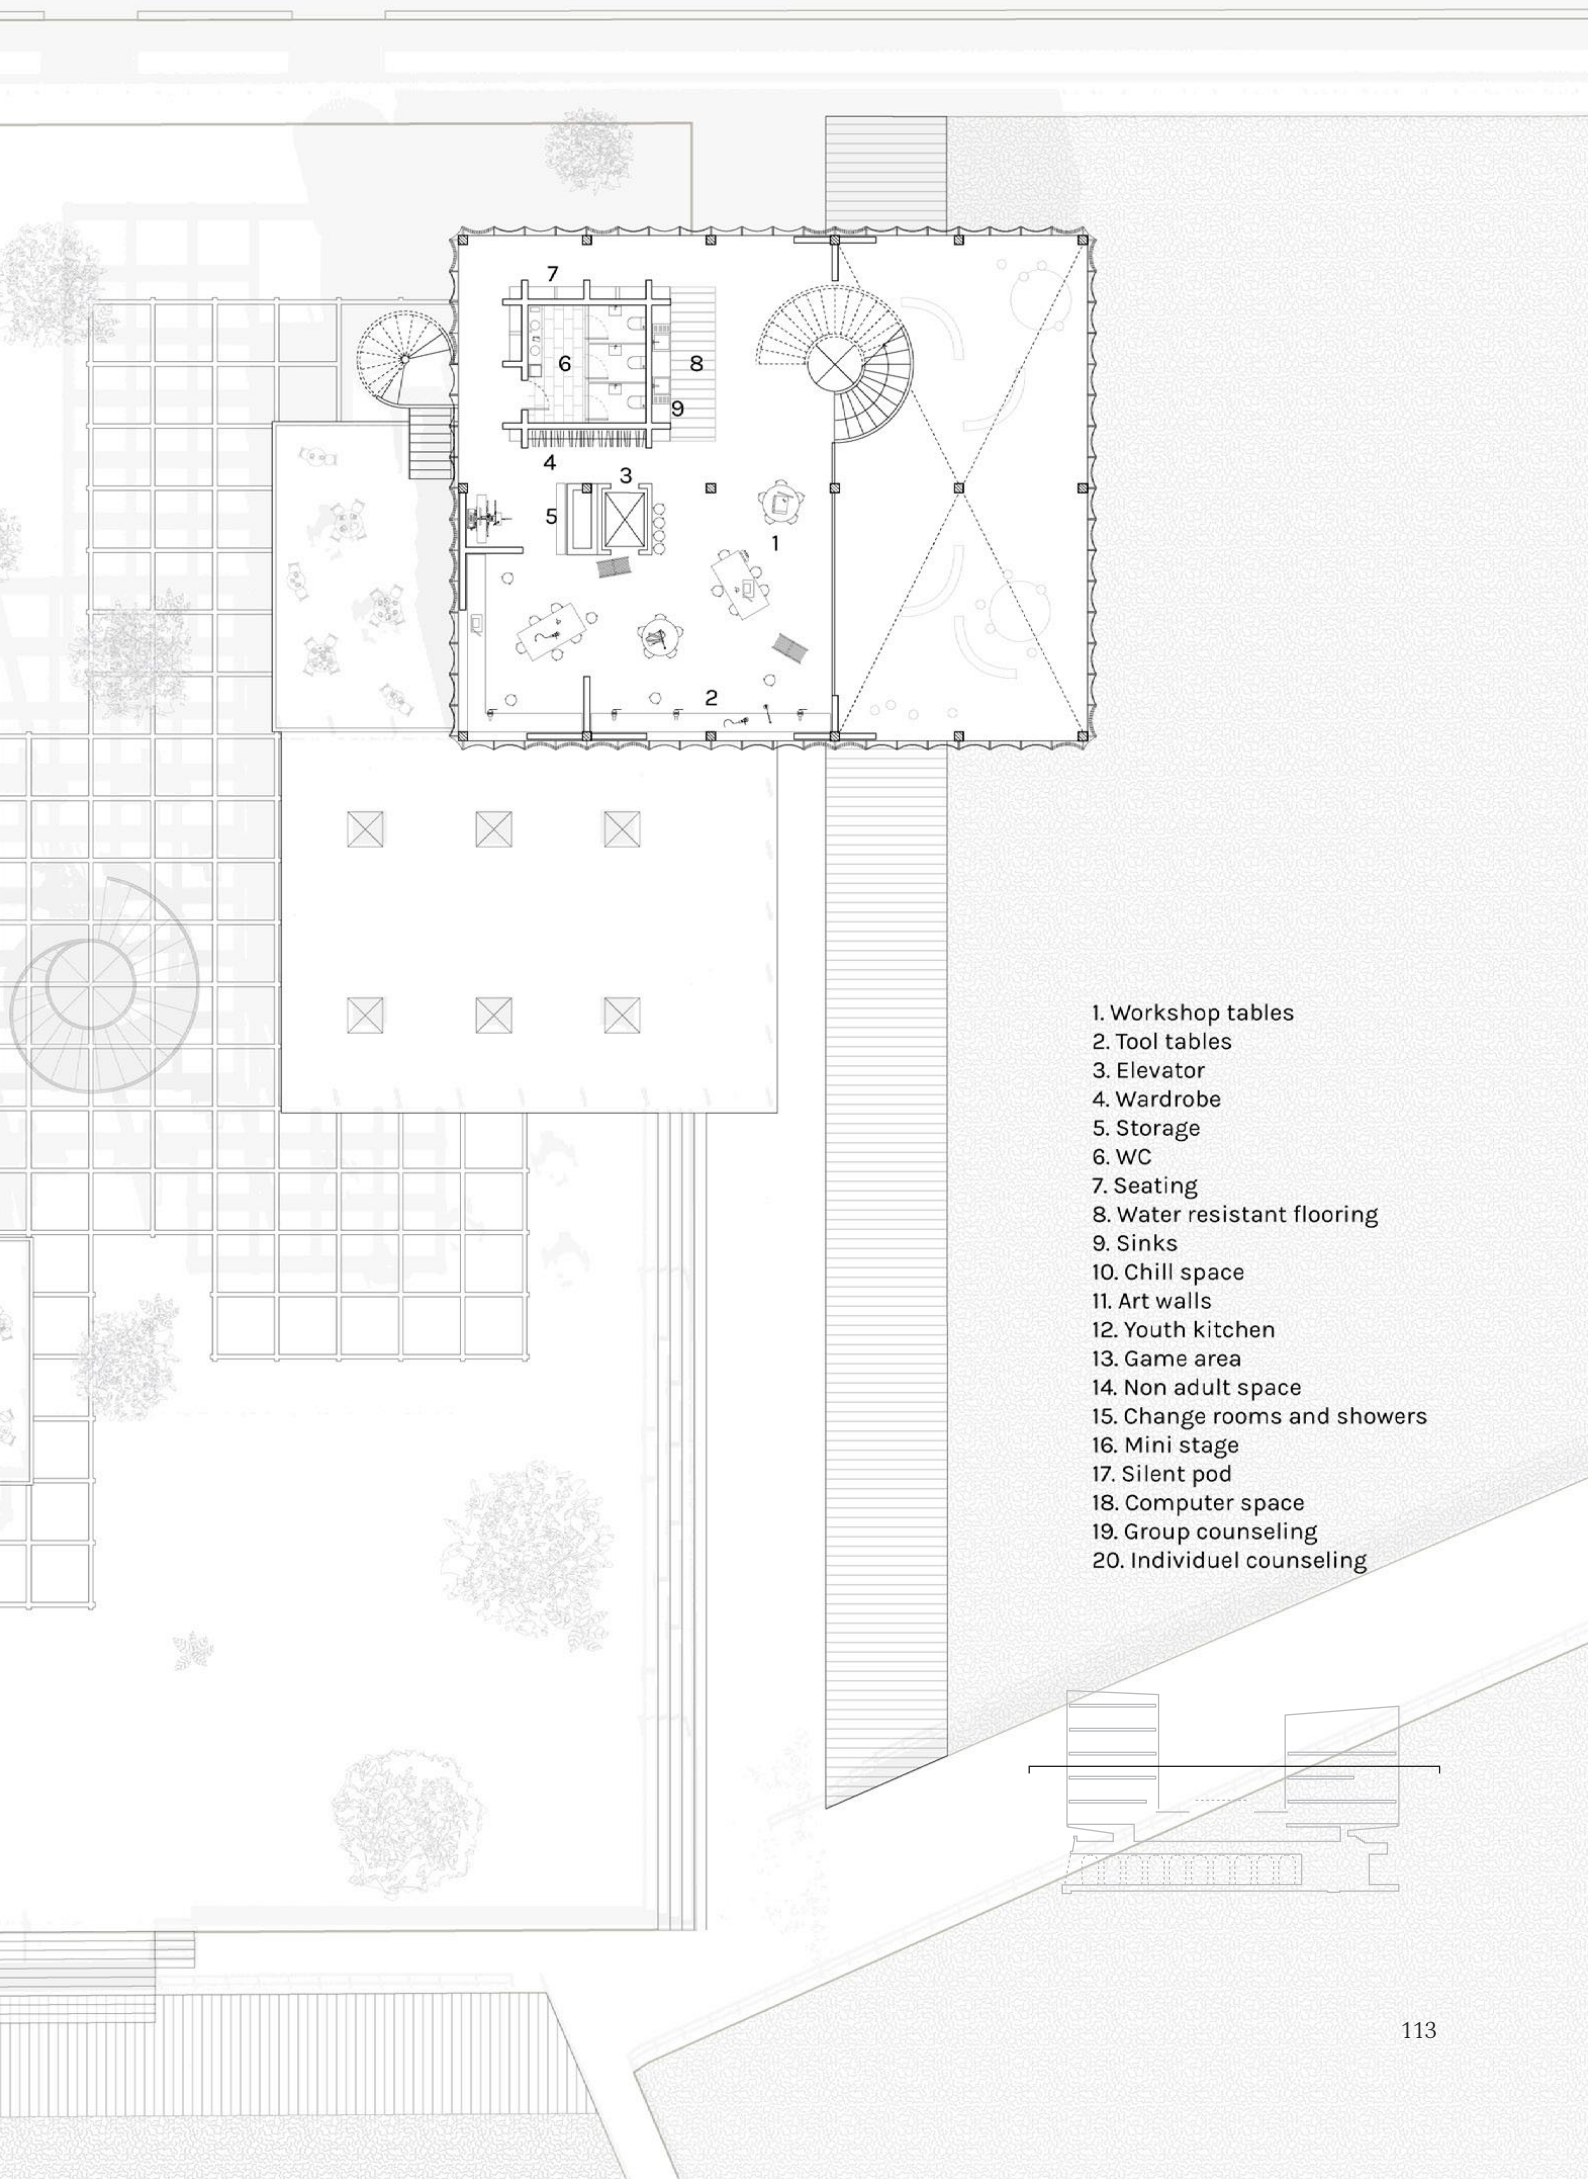 7
6
8
9
4
3
5
1
2
1. Workshop tables
2. Tool tables
3. Elevator
4. Wardrobe
5. Storage
6. WC
7. Seating
8. Water resistant flooring
9. Sinks
10. Chill space
11. Art walls
12. Youth kitchen
13. Game area
14. Non adult space
15. Change rooms and showers
16. Mini stage
17. Silent pod
18. Computer space
19. Group counseling
20. Individuel counseling
113